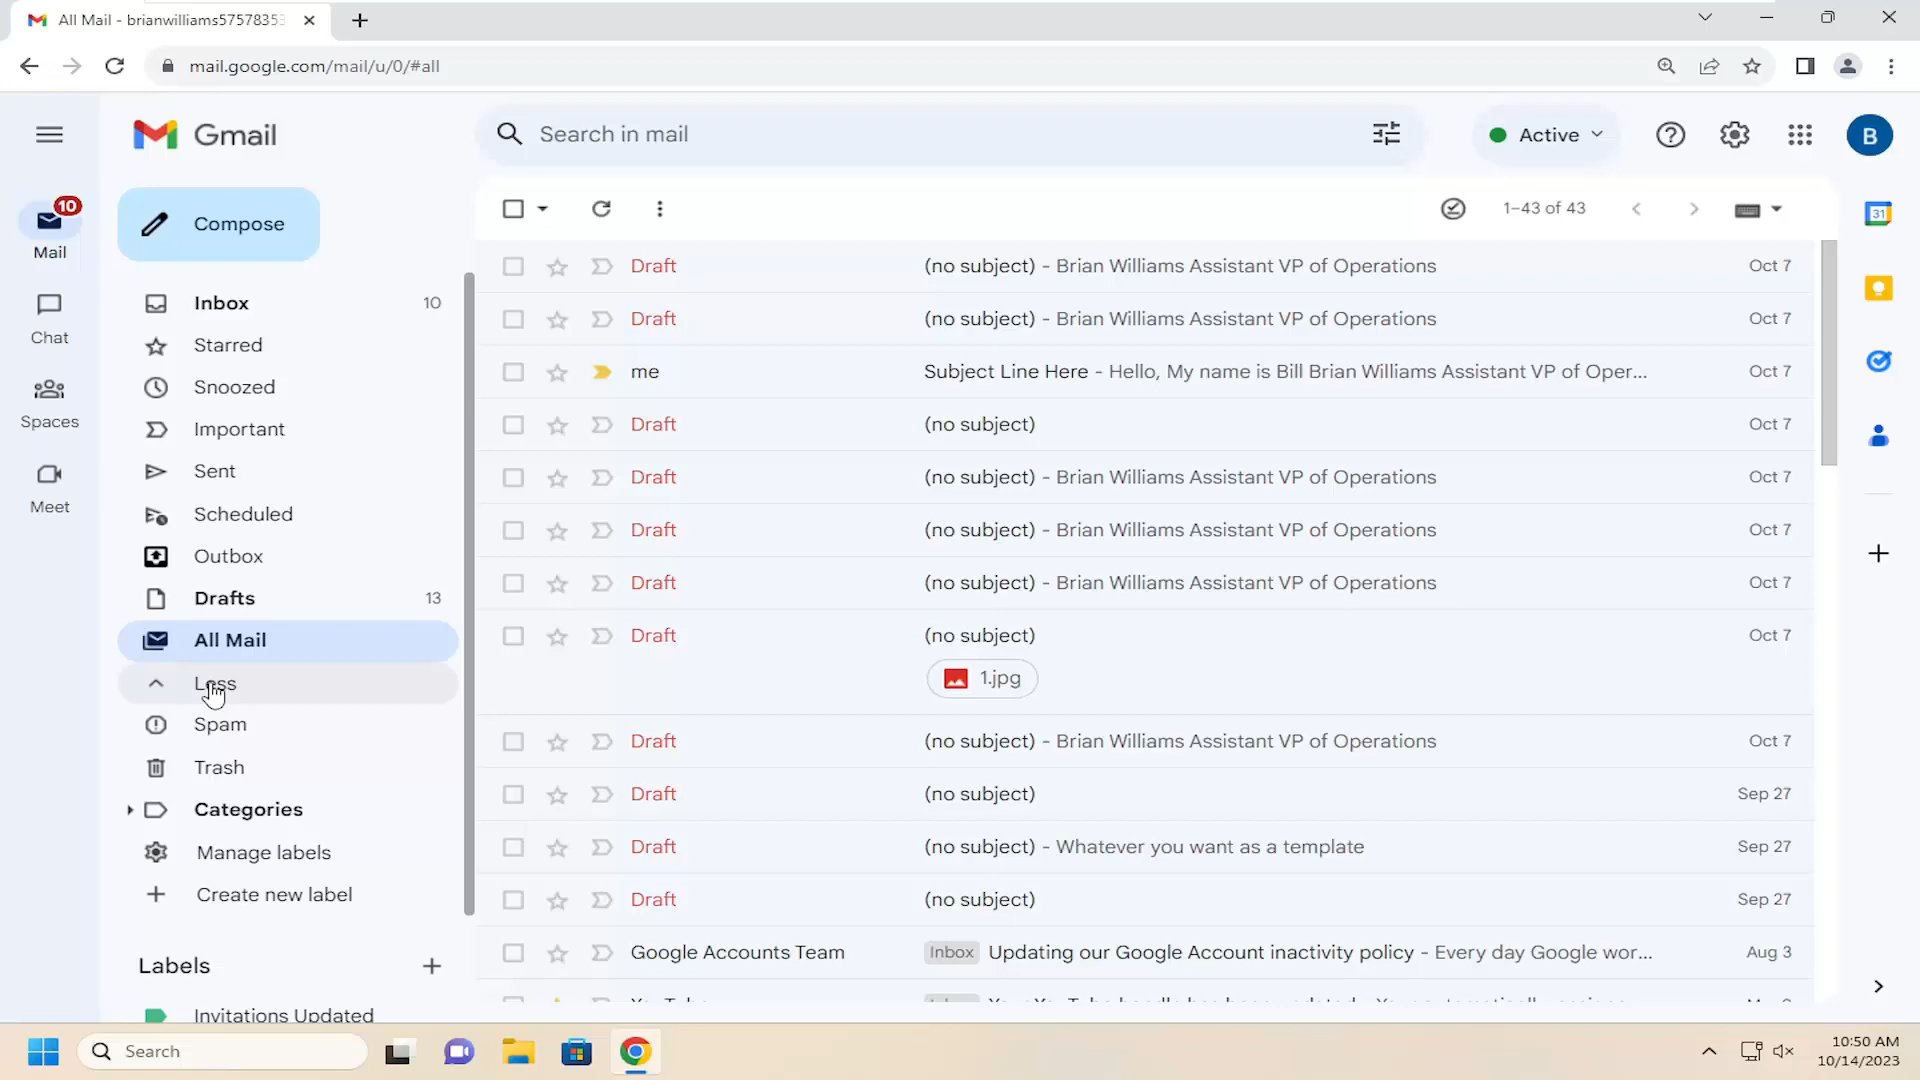 All Mail - brianwilliams57578353
mail.google.com/mail/u/0/#all
Gmail
Search in mail
Active
B
10
Mail
Chat
Spaces
Meet
Compose
Inbox 10
Starred
Snoozed
Important
Sent
Scheduled
Outbox
Drafts 13
All Mail
Less
Spam
Trash
Categories
Manage labels
Create new label
Labels
Invitations Updated
1–43 of 43
Draft (no subject) - Brian Williams Assistant VP of Operations Oct 7
Draft (no subject) - Brian Williams Assistant VP of Operations Oct 7
me Subject Line Here - Hello, My name is Bill Brian Williams Assistant VP of Oper... Oct 7
Draft (no subject) Oct 7
Draft (no subject) - Brian Williams Assistant VP of Operations Oct 7
Draft (no subject) - Brian Williams Assistant VP of Operations Oct 7
Draft (no subject) - Brian Williams Assistant VP of Operations Oct 7
Draft (no subject) Oct 7
1.jpg
Draft (no subject) - Brian Williams Assistant VP of Operations Oct 7
Draft (no subject) Sep 27
Draft (no subject) - Whatever you want as a template Sep 27
Draft (no subject) Sep 27
Google Accounts Team Inbox Updating our Google Account inactivity policy - Every day Google wor... Aug 3
31
Search
10:50 AM
10/14/2023